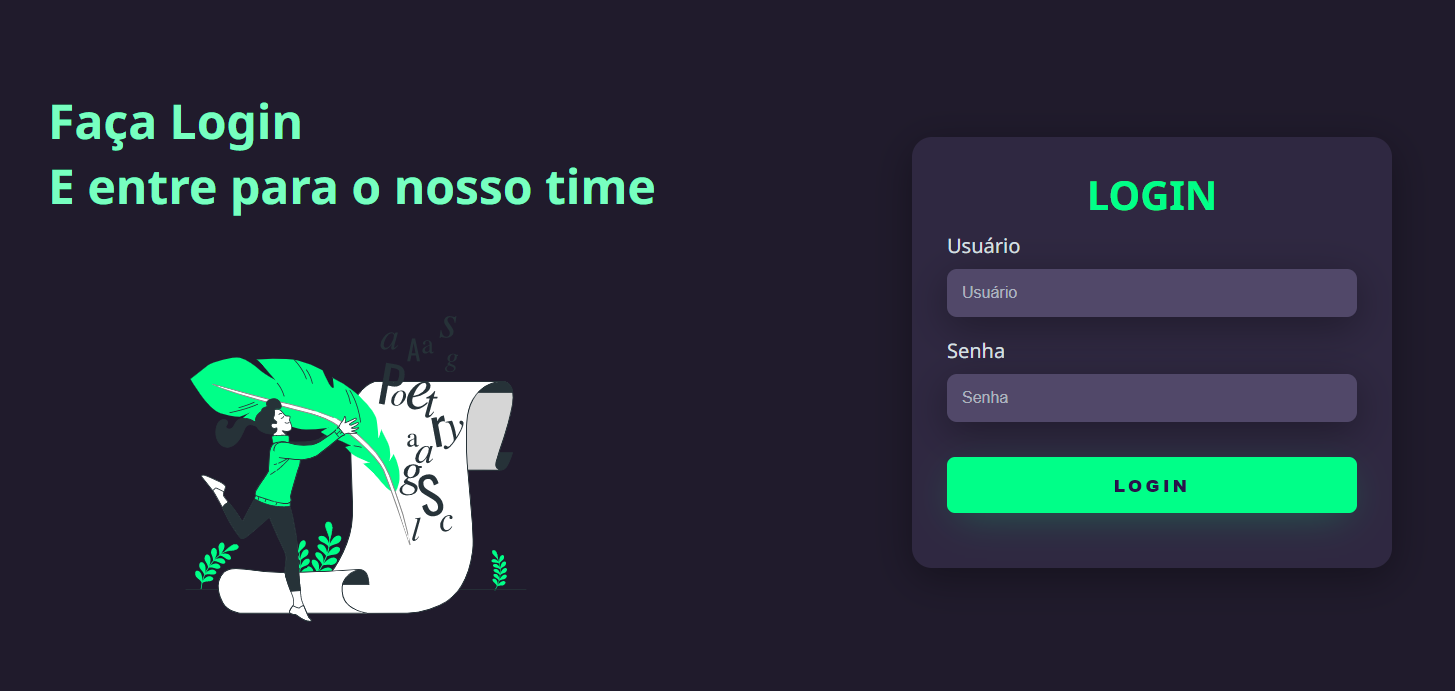 Faça Login
E entre para o nosso time
a A a s
g
Poetry
a
a
g
S
l c
LOGIN
Usuário
Usuário
Senha
Senha
LOGIN